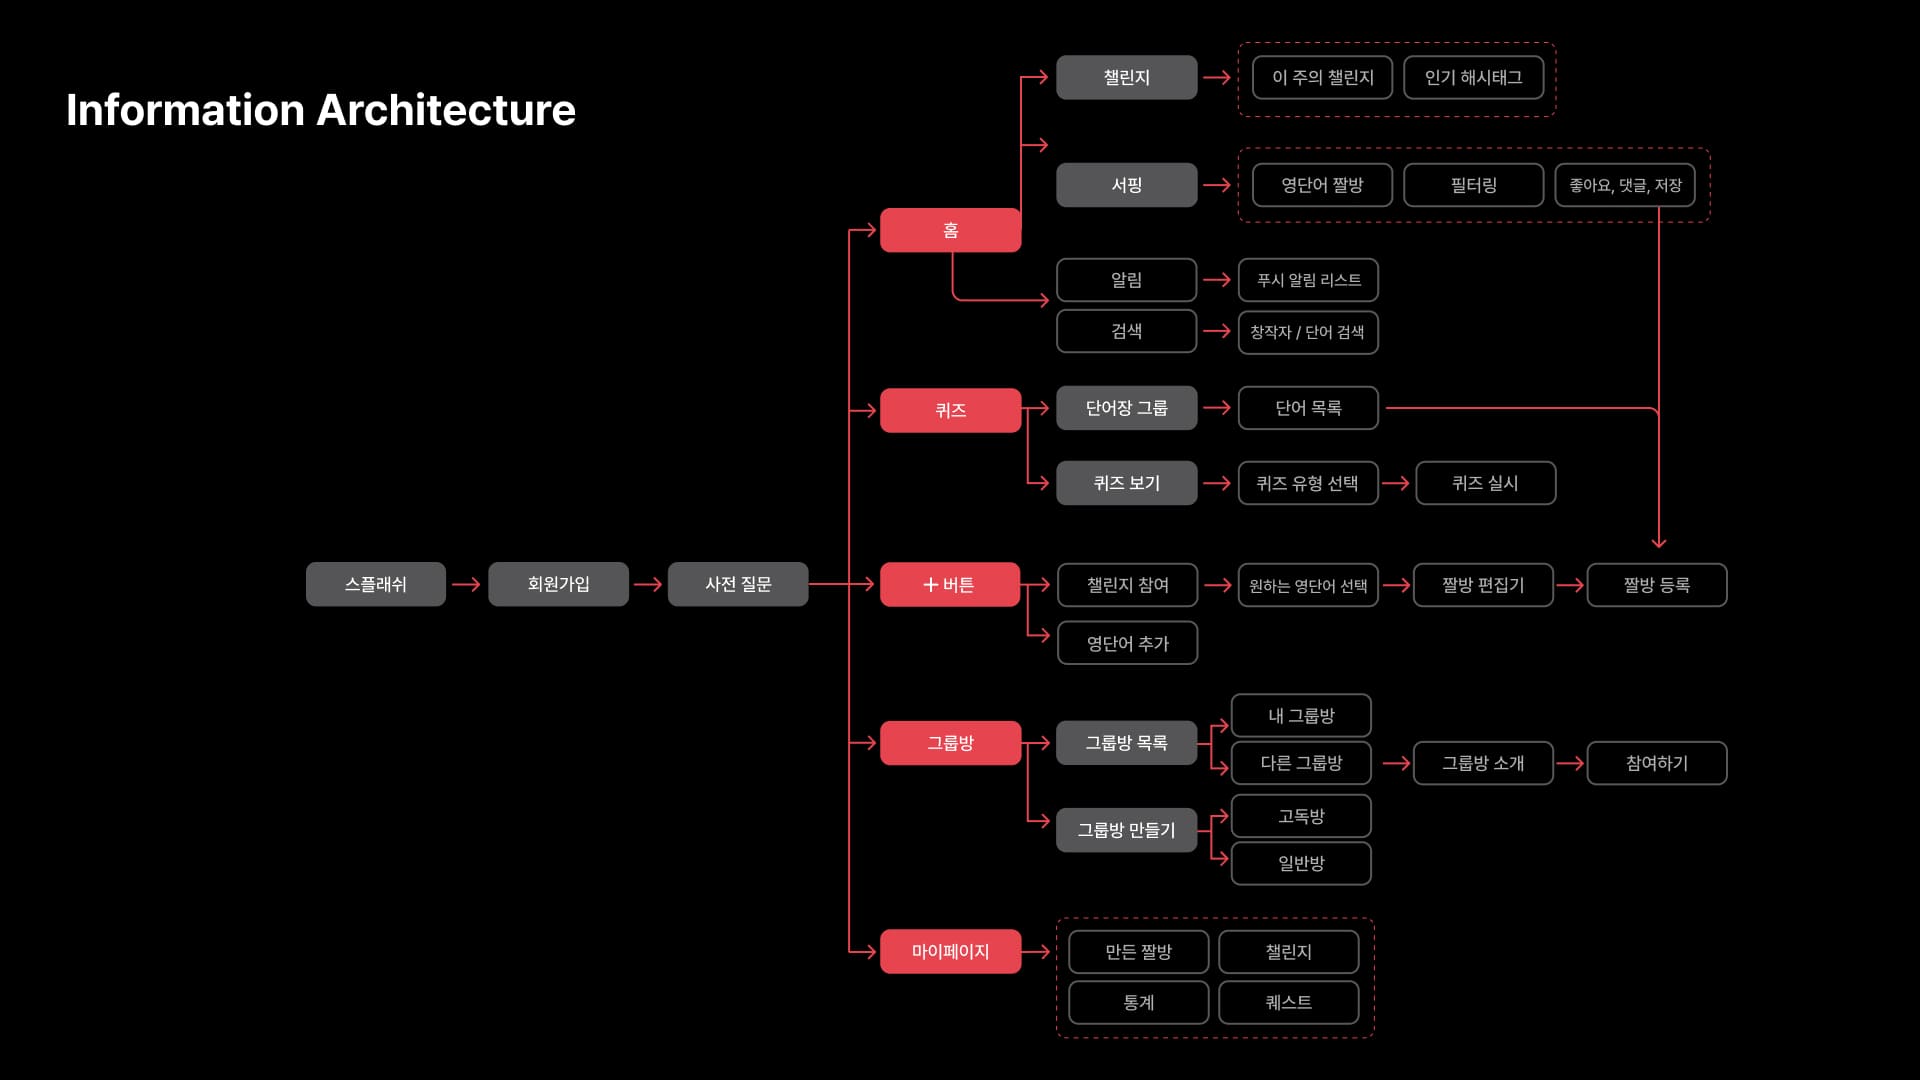 Information Architecture
스플래쉬
회원가입
사전 질문
홈
챌린지
이 주의 챌린지
인기 해시태그
서핑
영단어 짤방
필터링
좋아요, 댓글, 저장
알림
푸시 알림 리스트
검색
창작자 / 단어 검색
퀴즈
단어장 그룹
단어 목록
퀴즈 보기
퀴즈 유형 선택
퀴즈 실시
+ 버튼
챌린지 참여
원하는 영단어 선택
짤방 편집기
짤방 등록
영단어 추가
그룹방
그룹방 목록
내 그룹방
다른 그룹방
그룹방 소개
참여하기
그룹방 만들기
고독방
일반방
마이페이지
만든 짤방
챌린지
통계
퀘스트